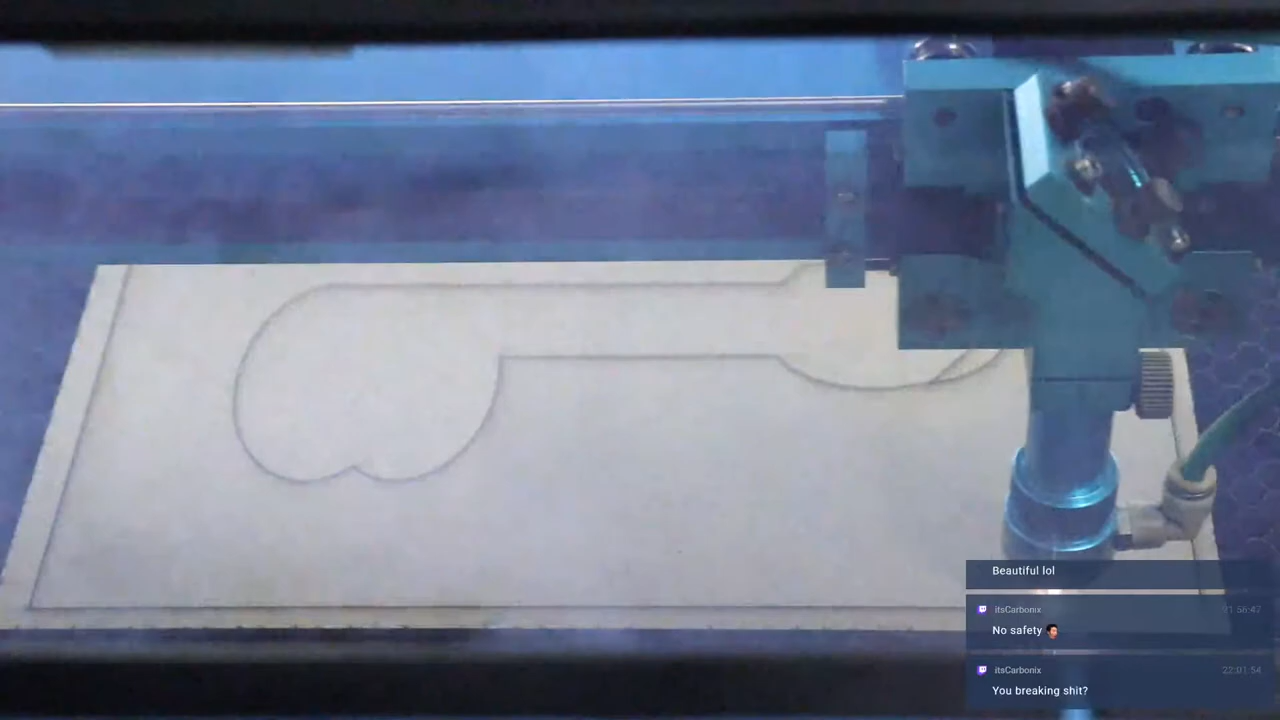 Beautiful lol
itsCarbonix
No safety
itsCarbonix 22:01:54
You breaking shit?